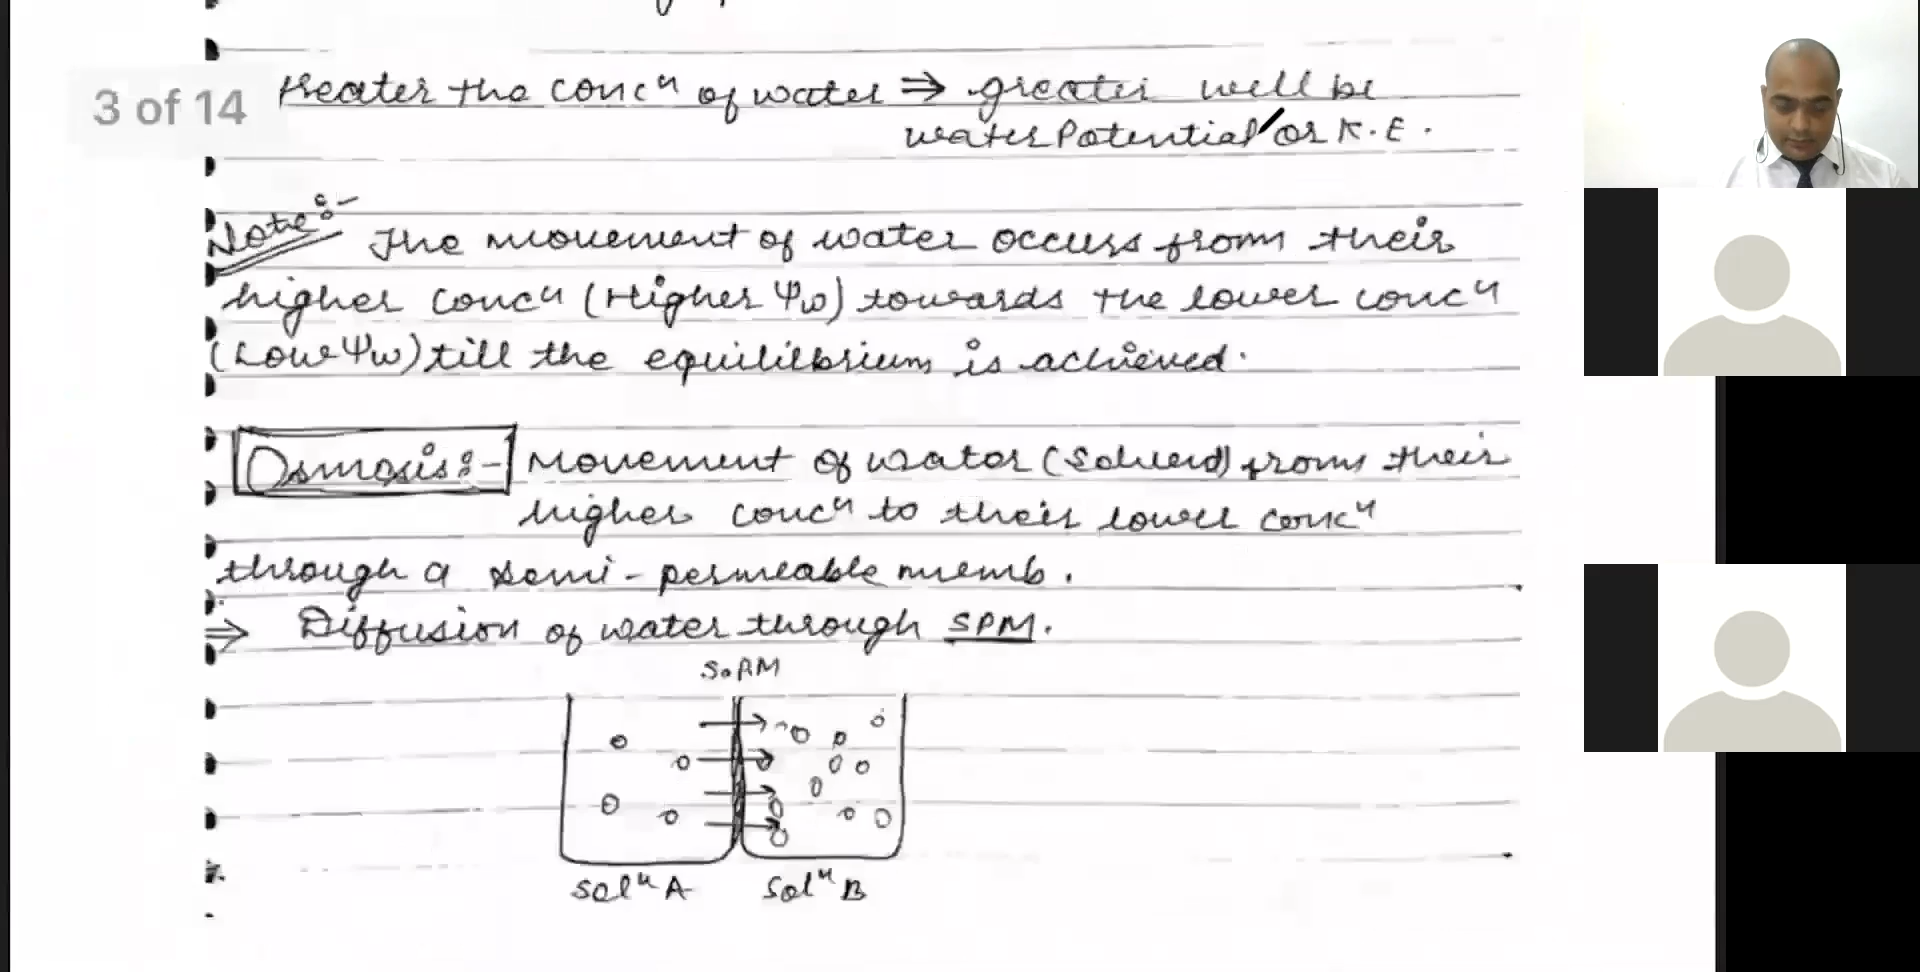 3 of 14
Greater the concⁿ of water ⇒ greater will be
water Potential or K.E.
Note:-
The movement of water occurs from their
higher concⁿ (Higher Ψw) towards the lower concⁿ
(Low Ψw) till the equilibrium is achieved.
Osmosis:- Movement of water (Solvend) from their
higher concⁿ to their lower concⁿ
through a semi-permeable memb.
⇒ Diffusion of water through SPM.
S.PM
solⁿ A
Solⁿ B